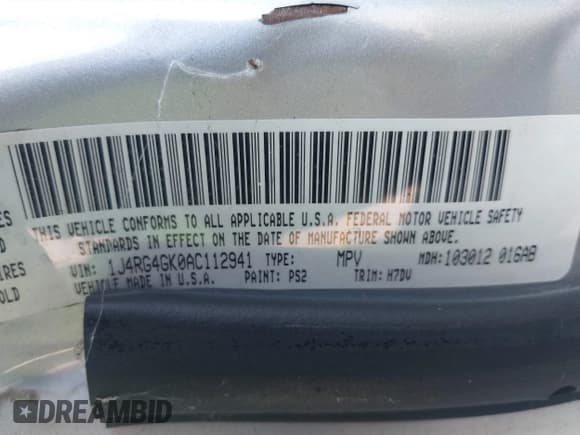 THIS VEHICLE CONFORMS TO ALL APPLICABLE U.S.A. FEDERAL MOTOR VEHICLE SAFETY
STANDARDS IN EFFECT ON THE DATE OF MANUFACTURE SHOWN ABOVE.
VIN: 1J4RG4GK0AC112941 TYPE: MPV MDH: 103012 016AB
VEHICLE MADE IN U.S.A. PAINT: PS2 TRIM: H7DV
DREAMBID